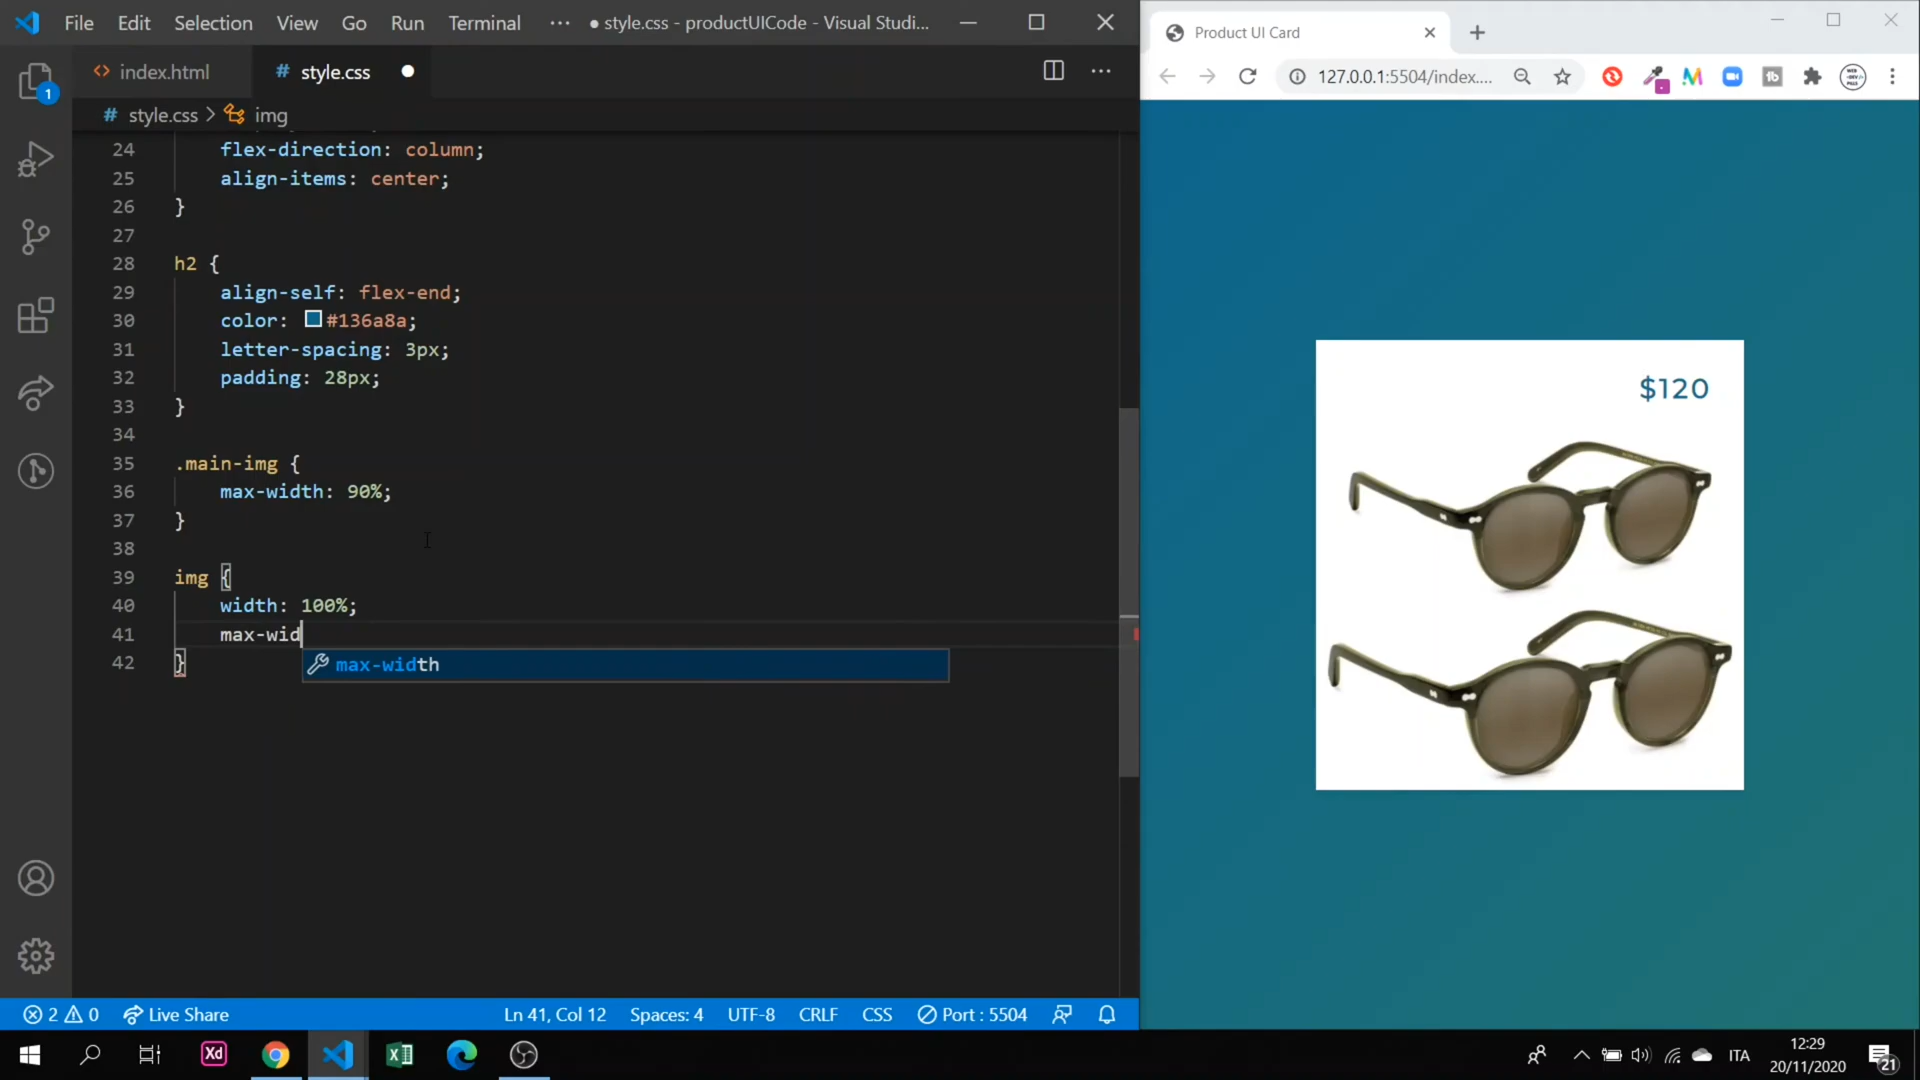 File Edit Selection View Go Run Terminal ··· ● style.css - productUICode - Visual Studi...
index.html # style.css
# style.css > img
24 flex-direction: column;
25 align-items: center;
26 }
27
28 h2 {
29 align-self: flex-end;
30 color: #136a8a;
31 letter-spacing: 3px;
32 padding: 28px;
33 }
34
35 .main-img {
36 max-width: 90%;
37 }
38
39 img {
40 width: 100%;
41 max-wid
42 }
max-width
1
2 0 Live Share Ln 41, Col 12 Spaces: 4 UTF-8 CRLF CSS Port : 5504
Product UI Card
127.0.0.1:5504/index....
$120
Xd
ITA
12:29
20/11/2020
21